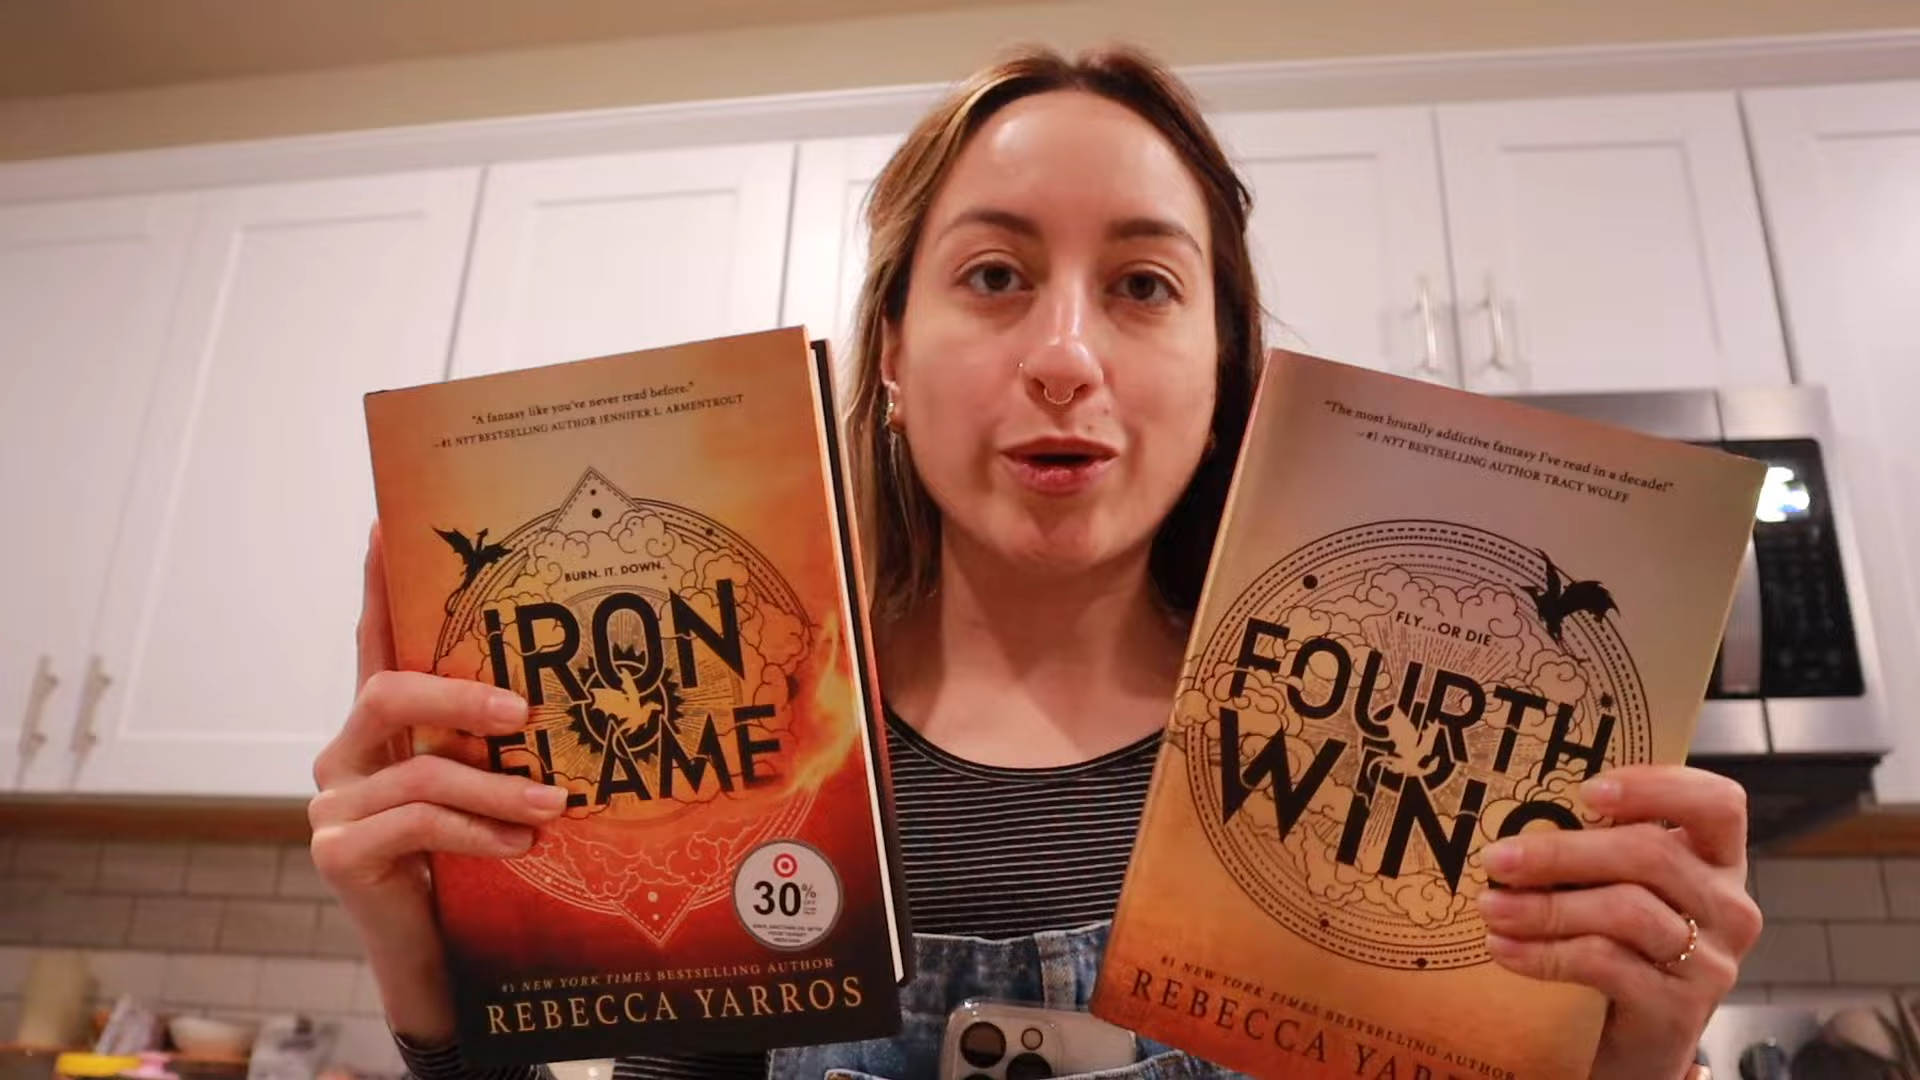 "A fantasy like you've never read before."
—#1 NYT BESTSELLING AUTHOR JENNIFER L. ARMENTROUT
BURN. IT. DOWN.
IRON
FLAME
30%
#1 NEW YORK TIMES BESTSELLING AUTHOR
REBECCA YARROS
"The most brutally addictive fantasy I've read in a decade!"
—#1 NYT BESTSELLING AUTHOR TRACY WOLFF
FLY...OR DIE
FOURTH
WING
#1 NEW YORK TIMES BESTSELLING AUTHOR
REBECCA YAR